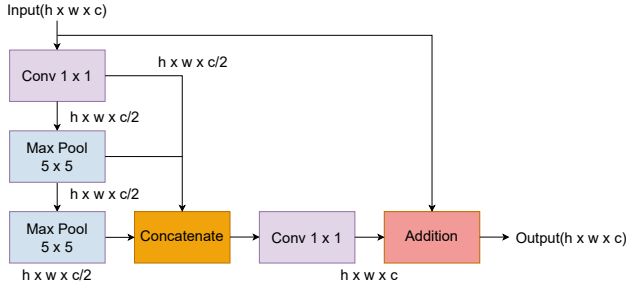 Input(h x w x c)
Conv 1 x 1
h x w x c/2
h x w x c/2
Max Pool
5 x 5
h x w x c/2
Max Pool
5 x 5
Concatenate
Conv 1 x 1
Addition
Output(h x w x c)
h x w x c/2
h x w x c